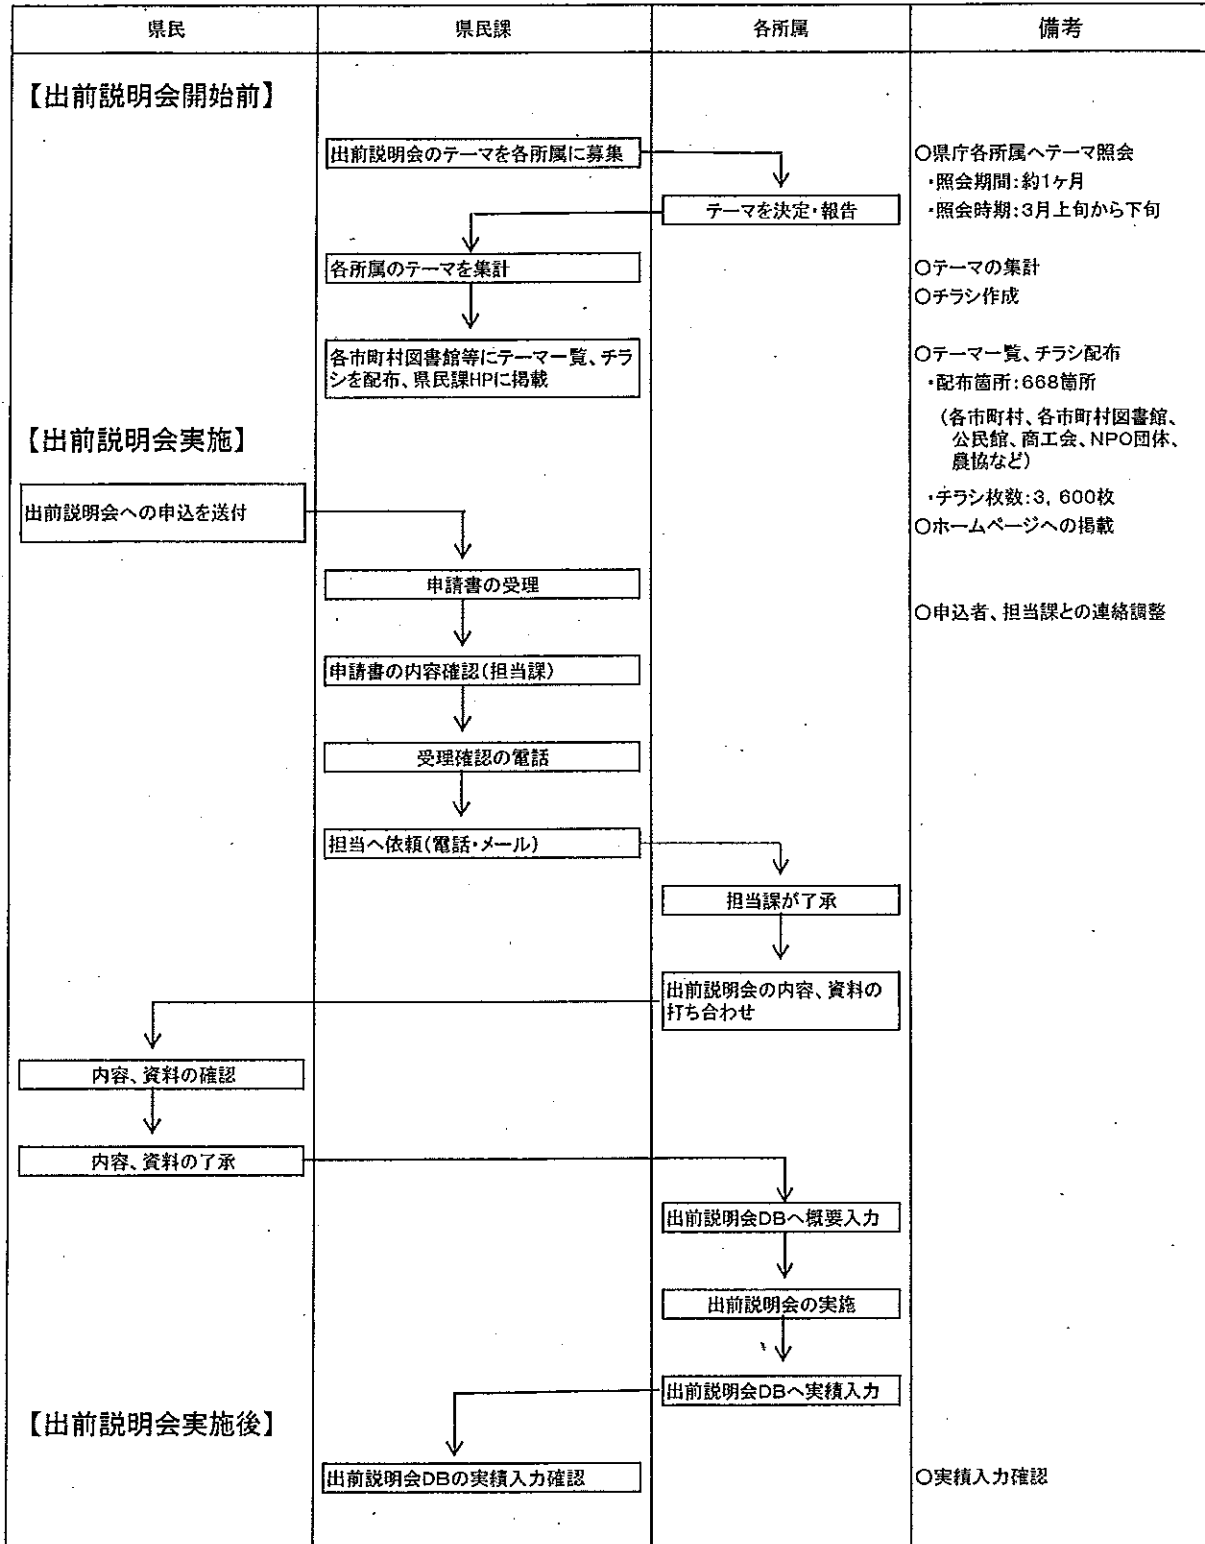 県民
県民課
各所属
備考
【出前説明会開始前】
出前説明会のテーマを各所属に募集
○県庁各所属へテーマ照会
・照会期間:約1ヶ月
テーマを決定・報告
・照会時期:3月上旬から下旬
各所属のテーマを集計
○テーマの集計
○チラシ作成
各市町村図書館等にテーマ一覧、チラ
シを配布、県民課HPに掲載
○テーマ一覧、チラシ配布
・配布箇所:668箇所
(各市町村、各市町村図書館、
公民館、商工会、NPO団体、
農協など)
【出前説明会実施】
・チラシ枚数:3,600枚
出前説明会への申込を送付
○ホームページへの掲載
申請書の受理
○申込者、担当課との連絡調整
申請書の内容確認(担当課)
受理確認の電話
担当へ依頼(電話・メール)
担当課が了承
出前説明会の内容、資料の
打ち合わせ
内容、資料の確認
内容、資料の了承
出前説明会DBへ概要入力
出前説明会の実施
出前説明会DBへ実績入力
【出前説明会実施後】
出前説明会DBの実績入力確認
○実績入力確認